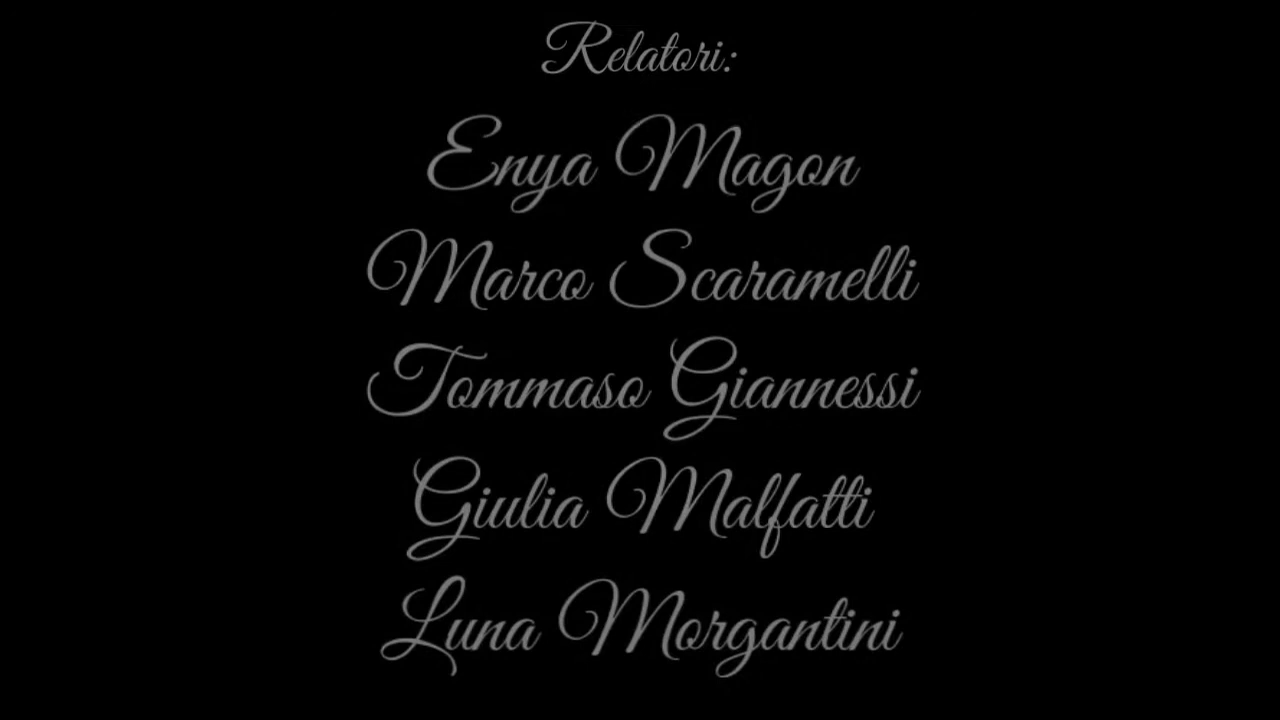 Relatori:
Enya Magon
Marco Scaramelli
Tommaso Giannessi
Giulia Malfatti
Luna Morgantini